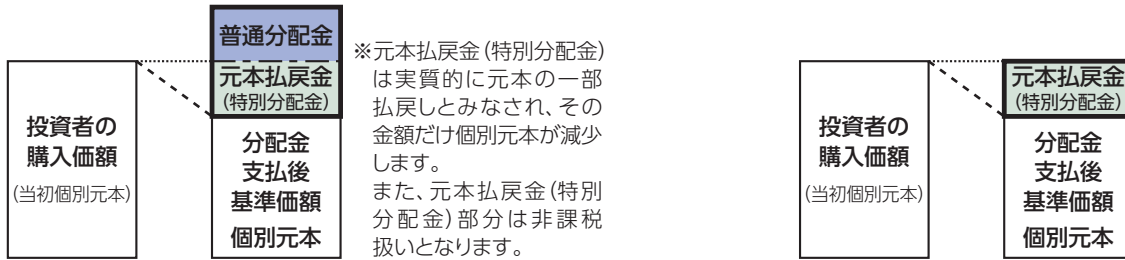 投資者の
購入価額
(当初個別元本)
普通分配金
元本払戻金
(特別分配金)
分配金
支払後
基準価額
個別元本
※元本払戻金(特別分配金)
は実質的に元本の一部
払戻しとみなされ、その
金額だけ個別元本が減少
します。
また、元本払戻金(特別
分配金)部分は非課税
扱いとなります。
投資者の
購入価額
(当初個別元本)
元本払戻金
(特別分配金)
分配金
支払後
基準価額
個別元本